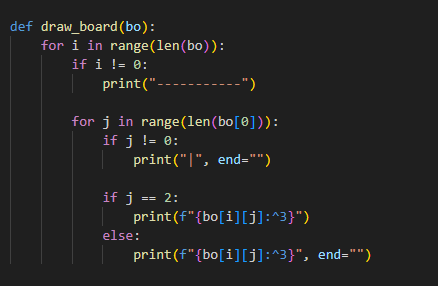 def draw_board(bo):
    for i in range(len(bo)):
        if i != 0:
            print("-----------")

        for j in range(len(bo[0])):
            if j != 0:
                print("|", end="")

            if j == 2:
                print(f"{bo[i][j]:^3}")
            else:
                print(f"{bo[i][j]:^3}", end="")